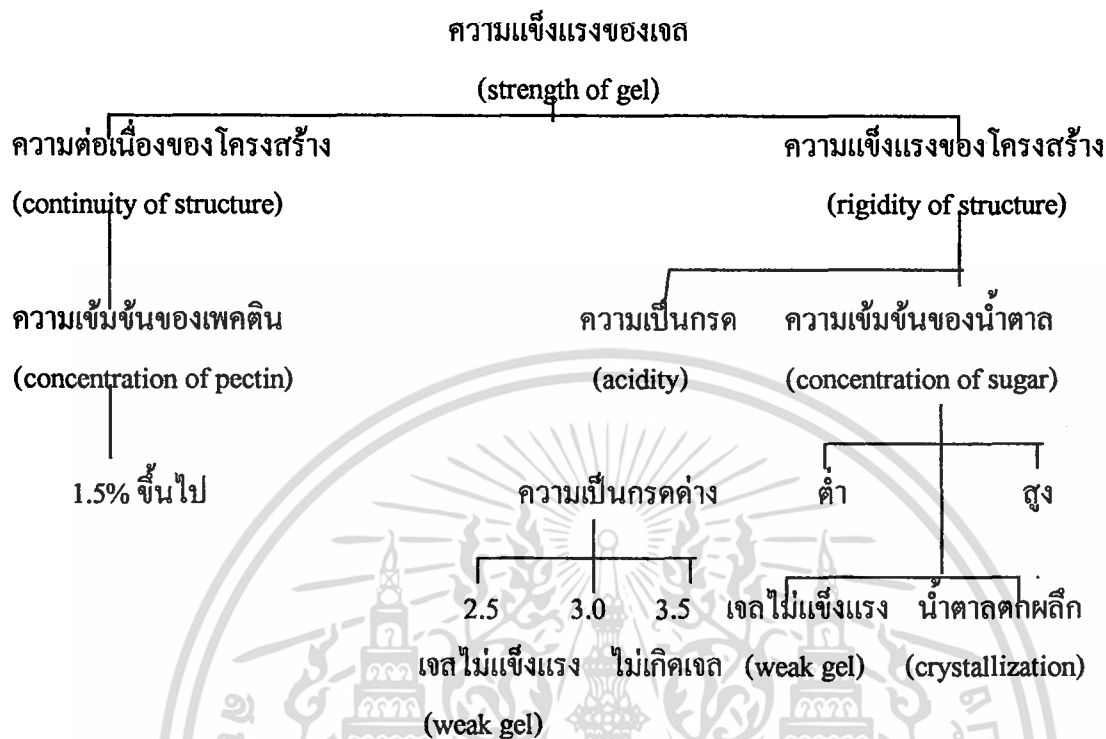 ความแข็งแรงของเจล
(strength of gel)
ความต่อเนื่องของโครงสร้าง ความแข็งแรงของโครงสร้าง
(continuity of structure) (rigidity of structure)
ความเข้มข้นของเพคติน ความเป็นกรด ความเข้มข้นของน้ำตาล
(concentration of pectin) (acidity) (concentration of sugar)
1.5% ขึ้นไป ความเป็นกรดค่าง ต่ำ สูง
2.5 3.0 3.5 เจลไม่แข็งแรง น้ำตาลตกผลึก
เจลไม่แข็งแรง ไม่เกิดเจล (weak gel) (crystallization)
(weak gel)